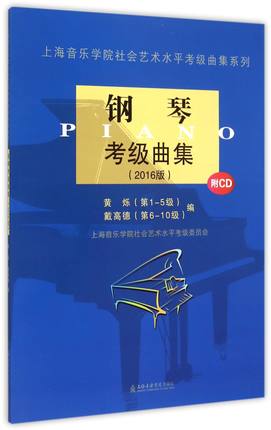 上海音乐学院社会艺术水平考级曲集系列
钢琴
PIANO
考级曲集
(2016版)
附CD
黄 烁(第1-5级)
戴高德(第6-10级)
编
上海音乐学院社会艺术水平考级委员会